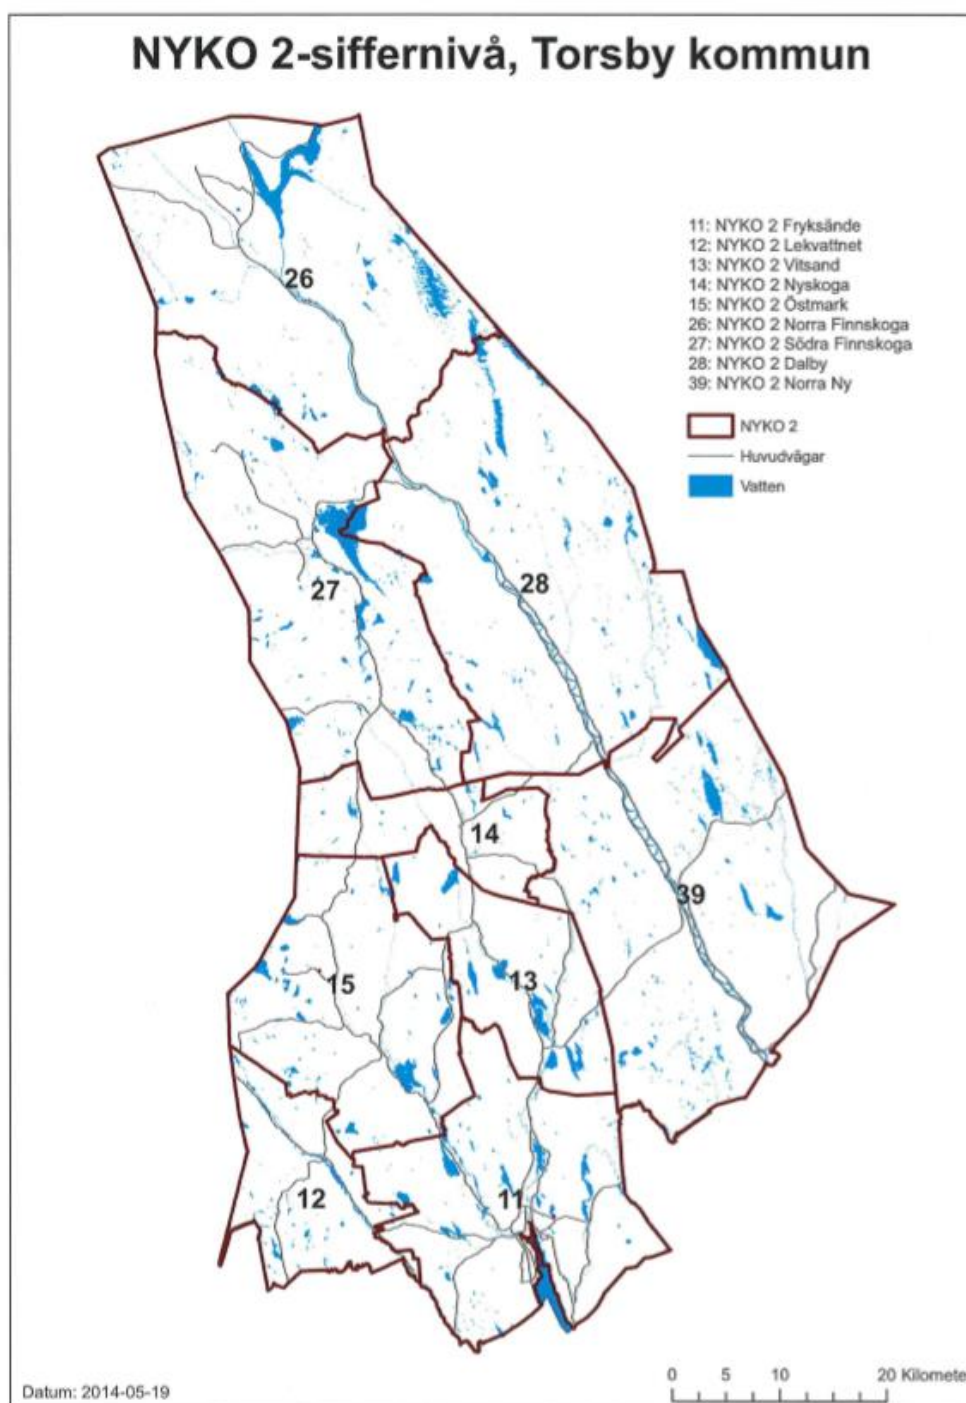 NYKO 2-siffernivå, Torsby kommun
11: NYKO 2 Fryksände
12: NYKO 2 Lekvattnet
13: NYKO 2 Vitsand
14: NYKO 2 Nyskoga
15: NYKO 2 Östmark
26: NYKO 2 Norra Finnskoga
27: NYKO 2 Södra Finnskoga
28: NYKO 2 Dalby
39: NYKO 2 Norra Ny
NYKO 2
Huvudvägar
Vatten
26
28
27
14
39
15
13
12
11
0 5 10 20 Kilomete
Datum: 2014-05-19